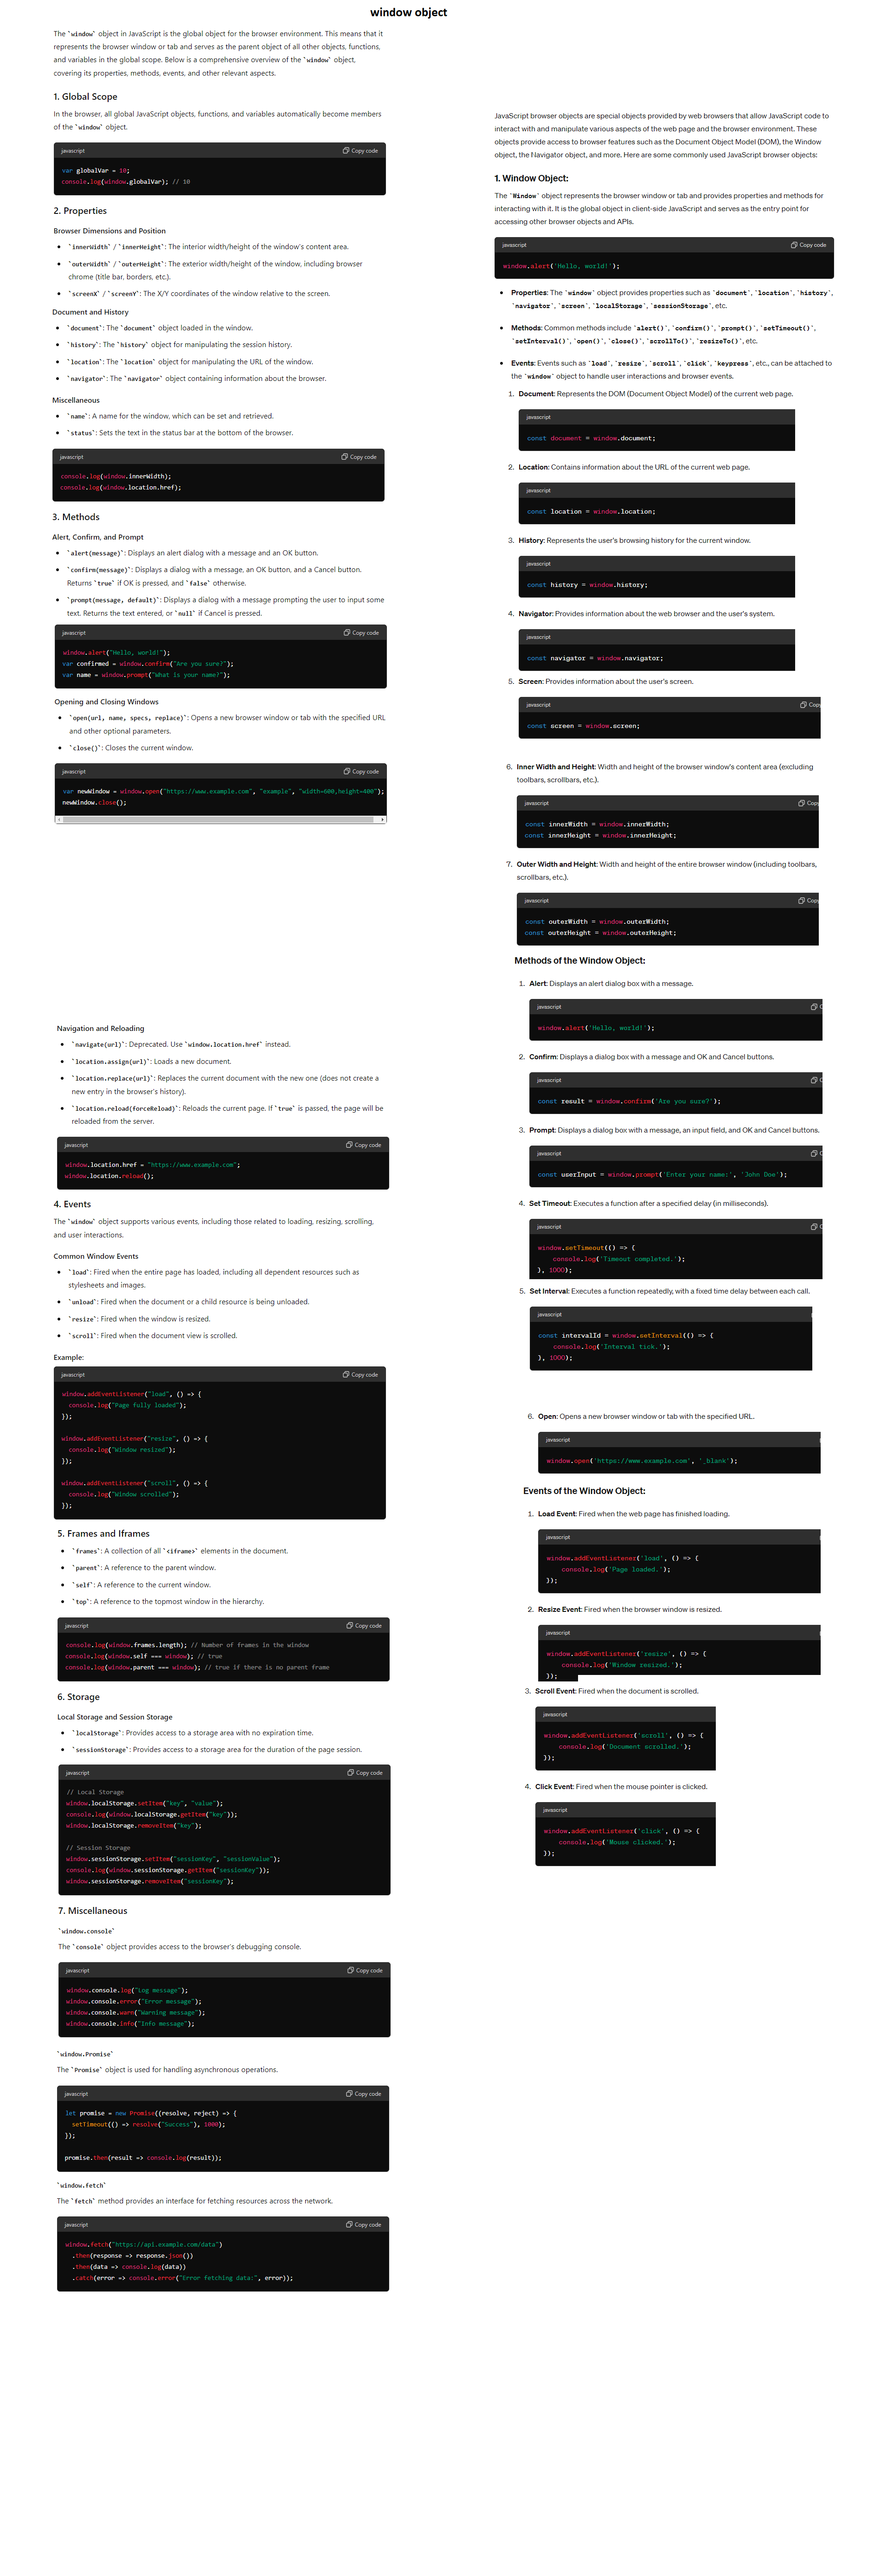 window object
The `window` object in JavaScript is the global object for the browser environment. This means that it
represents the browser window or tab and serves as the parent object of all other objects, functions,
and variables in the global scope. Below is a comprehensive overview of the `window` object,
covering its properties, methods, events, and other relevant aspects.
1. Global Scope
In the browser, all global JavaScript objects, functions, and variables automatically become members
of the `window` object.
javascript Copy code
var globalVar = 10;
console.log(window.globalVar); // 10
2. Properties
Browser Dimensions and Position
• `innerWidth` / `innerHeight`: The interior width/height of the window's content area.
• `outerWidth` / `outerHeight`: The exterior width/height of the window, including browser
chrome (title bar, borders, etc.).
• `screenX` / `screenY`: The X/Y coordinates of the window relative to the screen.
Document and History
• `document`: The `document` object loaded in the window.
• `history`: The `history` object for manipulating the session history.
• `location`: The `location` object for manipulating the URL of the window.
• `navigator`: The `navigator` object containing information about the browser.
Miscellaneous
• `name`: A name for the window, which can be set and retrieved.
• `status`: Sets the text in the status bar at the bottom of the browser.
javascript Copy code
console.log(window.innerWidth);
console.log(window.location.href);
3. Methods
Alert, Confirm, and Prompt
• `alert(message)`: Displays an alert dialog with a message and an OK button.
• `confirm(message)`: Displays a dialog with a message, an OK button, and a Cancel button.
Returns `true` if OK is pressed, and `false` otherwise.
• `prompt(message, default)`: Displays a dialog with a message prompting the user to input some
text. Returns the text entered, or `null` if Cancel is pressed.
javascript Copy code
window.alert("Hello, world!");
var confirmed = window.confirm("Are you sure?");
var name = window.prompt("What is your name?");
Opening and Closing Windows
• `open(url, name, specs, replace)`: Opens a new browser window or tab with the specified URL
and other optional parameters.
• `close()`: Closes the current window.
javascript Copy code
var newWindow = window.open("https://www.example.com", "example", "width=600,height=400");
newWindow.close();
Navigation and Reloading
• `navigate(url)`: Deprecated. Use `window.location.href` instead.
• `location.assign(url)`: Loads a new document.
• `location.replace(url)`: Replaces the current document with the new one (does not create a
new entry in the browser's history).
• `location.reload(forceReload)`: Reloads the current page. If `true` is passed, the page will be
reloaded from the server.
javascript Copy code
window.location.href = "https://www.example.com";
window.location.reload();
4. Events
The `window` object supports various events, including those related to loading, resizing, scrolling,
and user interactions.
Common Window Events
• `load`: Fired when the entire page has loaded, including all dependent resources such as
stylesheets and images.
• `unload`: Fired when the document or a child resource is being unloaded.
• `resize`: Fired when the window is resized.
• `scroll`: Fired when the document view is scrolled.
Example:
javascript Copy code
window.addEventListener("load", () => {
console.log("Page fully loaded");
});
window.addEventListener("resize", () => {
console.log("Window resized");
});
window.addEventListener("scroll", () => {
console.log("Window scrolled");
});
5. Frames and Iframes
• `frames`: A collection of all `<iframe>` elements in the document.
• `parent`: A reference to the parent window.
• `self`: A reference to the current window.
• `top`: A reference to the topmost window in the hierarchy.
javascript Copy code
console.log(window.frames.length); // Number of frames in the window
console.log(window.self === window); // true
console.log(window.parent === window); // true if there is no parent frame
6. Storage
Local Storage and Session Storage
• `localStorage`: Provides access to a storage area with no expiration time.
• `sessionStorage`: Provides access to a storage area for the duration of the page session.
javascript Copy code
// Local Storage
window.localStorage.setItem("key", "value");
console.log(window.localStorage.getItem("key"));
window.localStorage.removeItem("key");
// Session Storage
window.sessionStorage.setItem("sessionKey", "sessionValue");
console.log(window.sessionStorage.getItem("sessionKey"));
window.sessionStorage.removeItem("sessionKey");
7. Miscellaneous
`window.console`
The `console` object provides access to the browser's debugging console.
javascript Copy code
window.console.log("Log message");
window.console.error("Error message");
window.console.warn("Warning message");
window.console.info("Info message");
`window.Promise`
The `Promise` object is used for handling asynchronous operations.
javascript Copy code
let promise = new Promise((resolve, reject) => {
setTimeout(() => resolve("Success"), 1000);
});
promise.then(result => console.log(result));
`window.fetch`
The `fetch` method provides an interface for fetching resources across the network.
javascript Copy code
window.fetch("https://api.example.com/data")
.then(response => response.json())
.then(data => console.log(data))
.catch(error => console.error("Error fetching data:", error));
JavaScript browser objects are special objects provided by web browsers that allow JavaScript code to
interact with and manipulate various aspects of the web page and the browser environment. These
objects provide access to browser features such as the Document Object Model (DOM), the Window
object, the Navigator object, and more. Here are some commonly used JavaScript browser objects:
1. Window Object:
The `Window` object represents the browser window or tab and provides properties and methods for
interacting with it. It is the global object in client-side JavaScript and serves as the entry point for
accessing other browser objects and APIs.
javascript Copy code
window.alert('Hello, world!');
• Properties: The `window` object provides properties such as `document`, `location`, `history`,
`navigator`, `screen`, `localStorage`, `sessionStorage`, etc.
• Methods: Common methods include `alert()`, `confirm()`, `prompt()`, `setTimeout()`,
`setInterval()`, `open()`, `close()`, `scrollTo()`, `resizeTo()`, etc.
• Events: Events such as `load`, `resize`, `scroll`, `click`, `keypress`, etc., can be attached to
the `window` object to handle user interactions and browser events.
1. Document: Represents the DOM (Document Object Model) of the current web page.
javascript
const document = window.document;
2. Location: Contains information about the URL of the current web page.
javascript
const location = window.location;
3. History: Represents the user's browsing history for the current window.
javascript
const history = window.history;
4. Navigator: Provides information about the web browser and the user's system.
javascript
const navigator = window.navigator;
5. Screen: Provides information about the user's screen.
javascript Copy
const screen = window.screen;
6. Inner Width and Height: Width and height of the browser window's content area (excluding
toolbars, scrollbars, etc.).
javascript Copy
const innerWidth = window.innerWidth;
const innerHeight = window.innerHeight;
7. Outer Width and Height: Width and height of the entire browser window (including toolbars,
scrollbars, etc.).
javascript Copy
const outerWidth = window.outerWidth;
const outerHeight = window.outerHeight;
Methods of the Window Object:
1. Alert: Displays an alert dialog box with a message.
javascript
window.alert('Hello, world!');
2. Confirm: Displays a dialog box with a message and OK and Cancel buttons.
javascript
const result = window.confirm('Are you sure?');
3. Prompt: Displays a dialog box with a message, an input field, and OK and Cancel buttons.
javascript
const userInput = window.prompt('Enter your name:', 'John Doe');
4. Set Timeout: Executes a function after a specified delay (in milliseconds).
javascript
window.setTimeout(() => {
console.log('Timeout completed.');
}, 1000);
5. Set Interval: Executes a function repeatedly, with a fixed time delay between each call.
javascript
const intervalId = window.setInterval(() => {
console.log('Interval tick.');
}, 1000);
6. Open: Opens a new browser window or tab with the specified URL.
javascript
window.open('https://www.example.com', '_blank');
Events of the Window Object:
1. Load Event: Fired when the web page has finished loading.
javascript
window.addEventListener('load', () => {
console.log('Page loaded.');
});
2. Resize Event: Fired when the browser window is resized.
javascript
window.addEventListener('resize', () => {
console.log('Window resized.');
});
3. Scroll Event: Fired when the document is scrolled.
javascript
window.addEventListener('scroll', () => {
console.log('Document scrolled.');
});
4. Click Event: Fired when the mouse pointer is clicked.
javascript
window.addEventListener('click', () => {
console.log('Mouse clicked.');
});